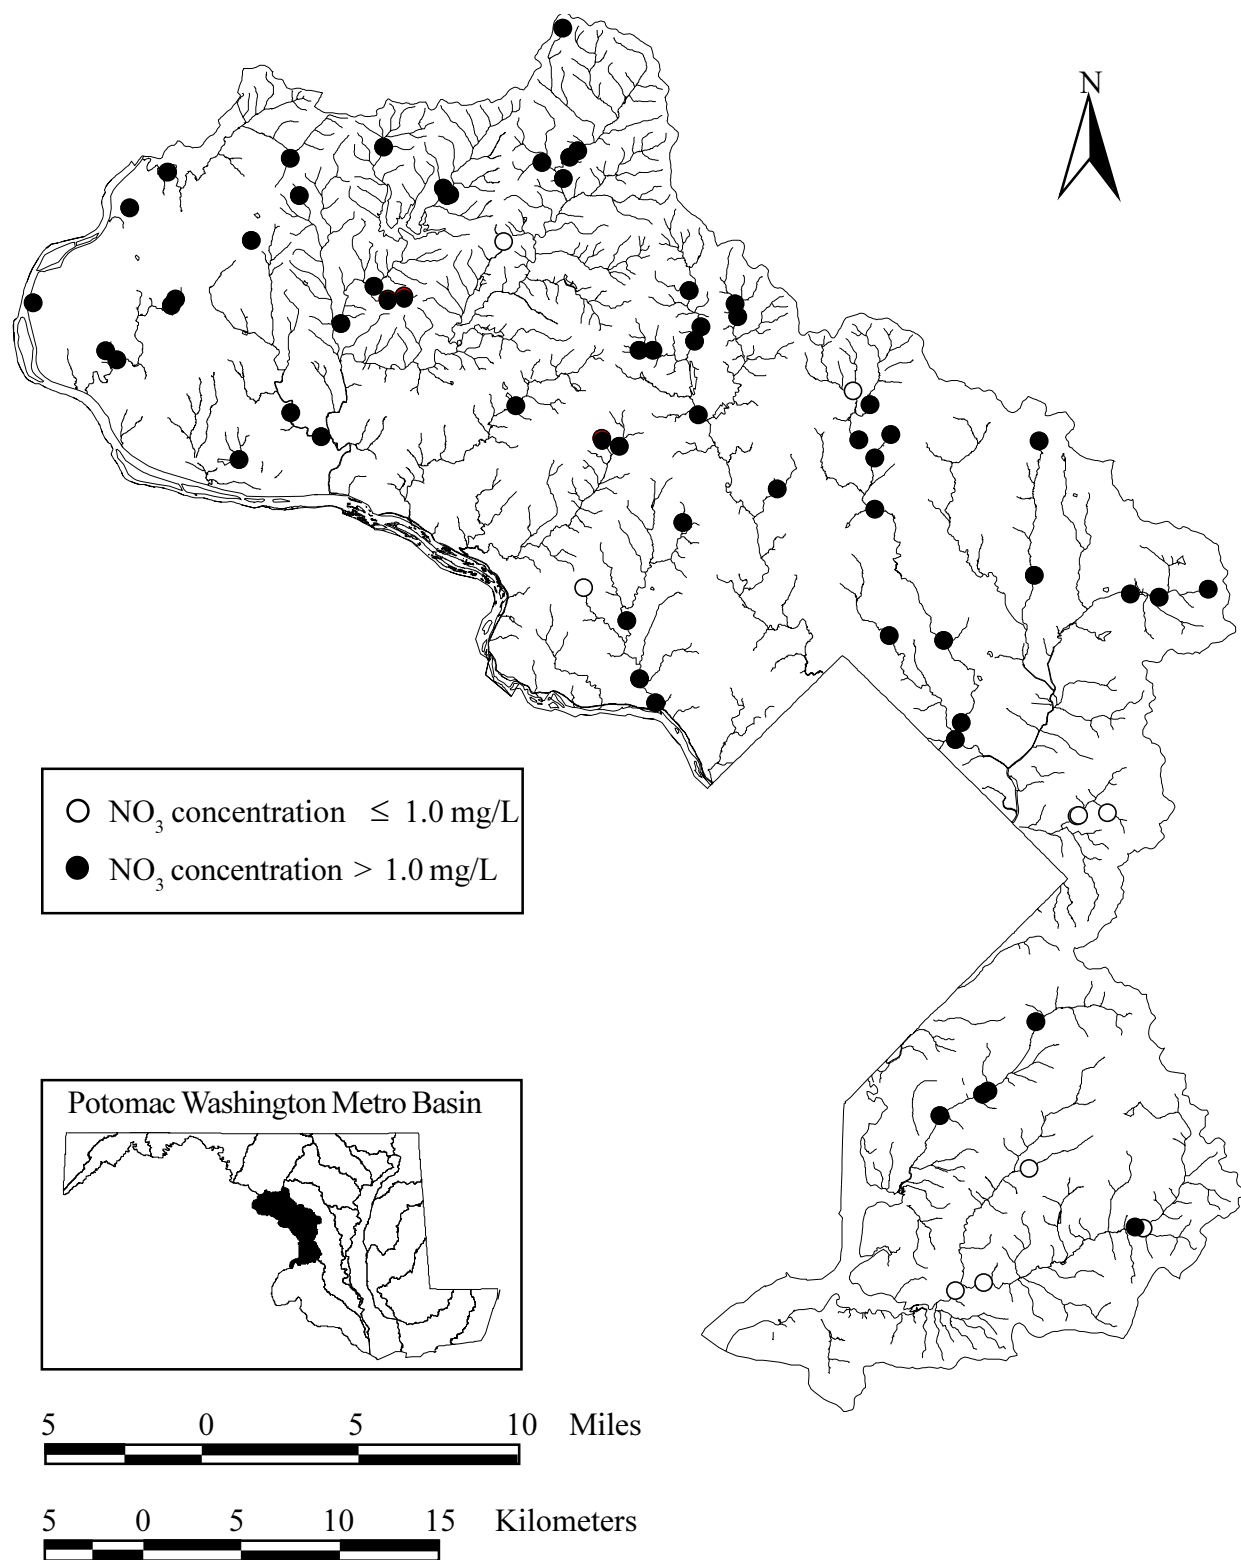 N
NO₃ concentration ≤ 1.0 mg/L
NO₃ concentration > 1.0 mg/L
Potomac Washington Metro Basin
5 0 5 10 Miles
5 0 5 10 15 Kilometers